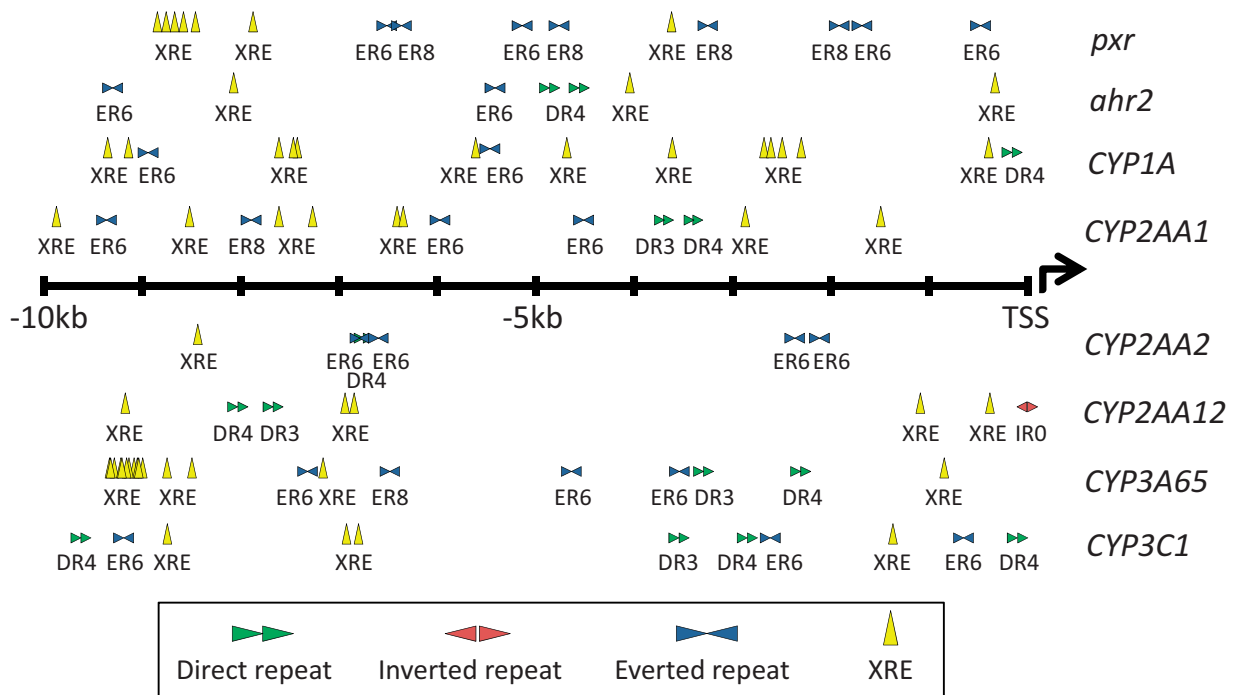 XRE XRE ER6 ER8 ER6 ER8 XRE ER8 ER8 ER6 ER6 pxr
ER6 XRE ER6 DR4 XRE XRE ahr2
XRE ER6 XRE XRE ER6 XRE XRE XRE XRE DR4 CYP1A
XRE ER6 XRE ER8 XRE XRE ER6 ER6 DR3 DR4 XRE XRE CYP2AA1
-10kb -5kb TSS
XRE ER6 ER6 ER6 ER6 CYP2AA2
DR4
XRE DR4 DR3 XRE XRE XRE IR0 CYP2AA12
XRE XRE ER6 XRE ER8 ER6 ER6 DR3 DR4 XRE CYP3A65
DR4 ER6 XRE XRE DR3 DR4 ER6 XRE ER6 DR4 CYP3C1
Direct repeat Inverted repeat Everted repeat XRE